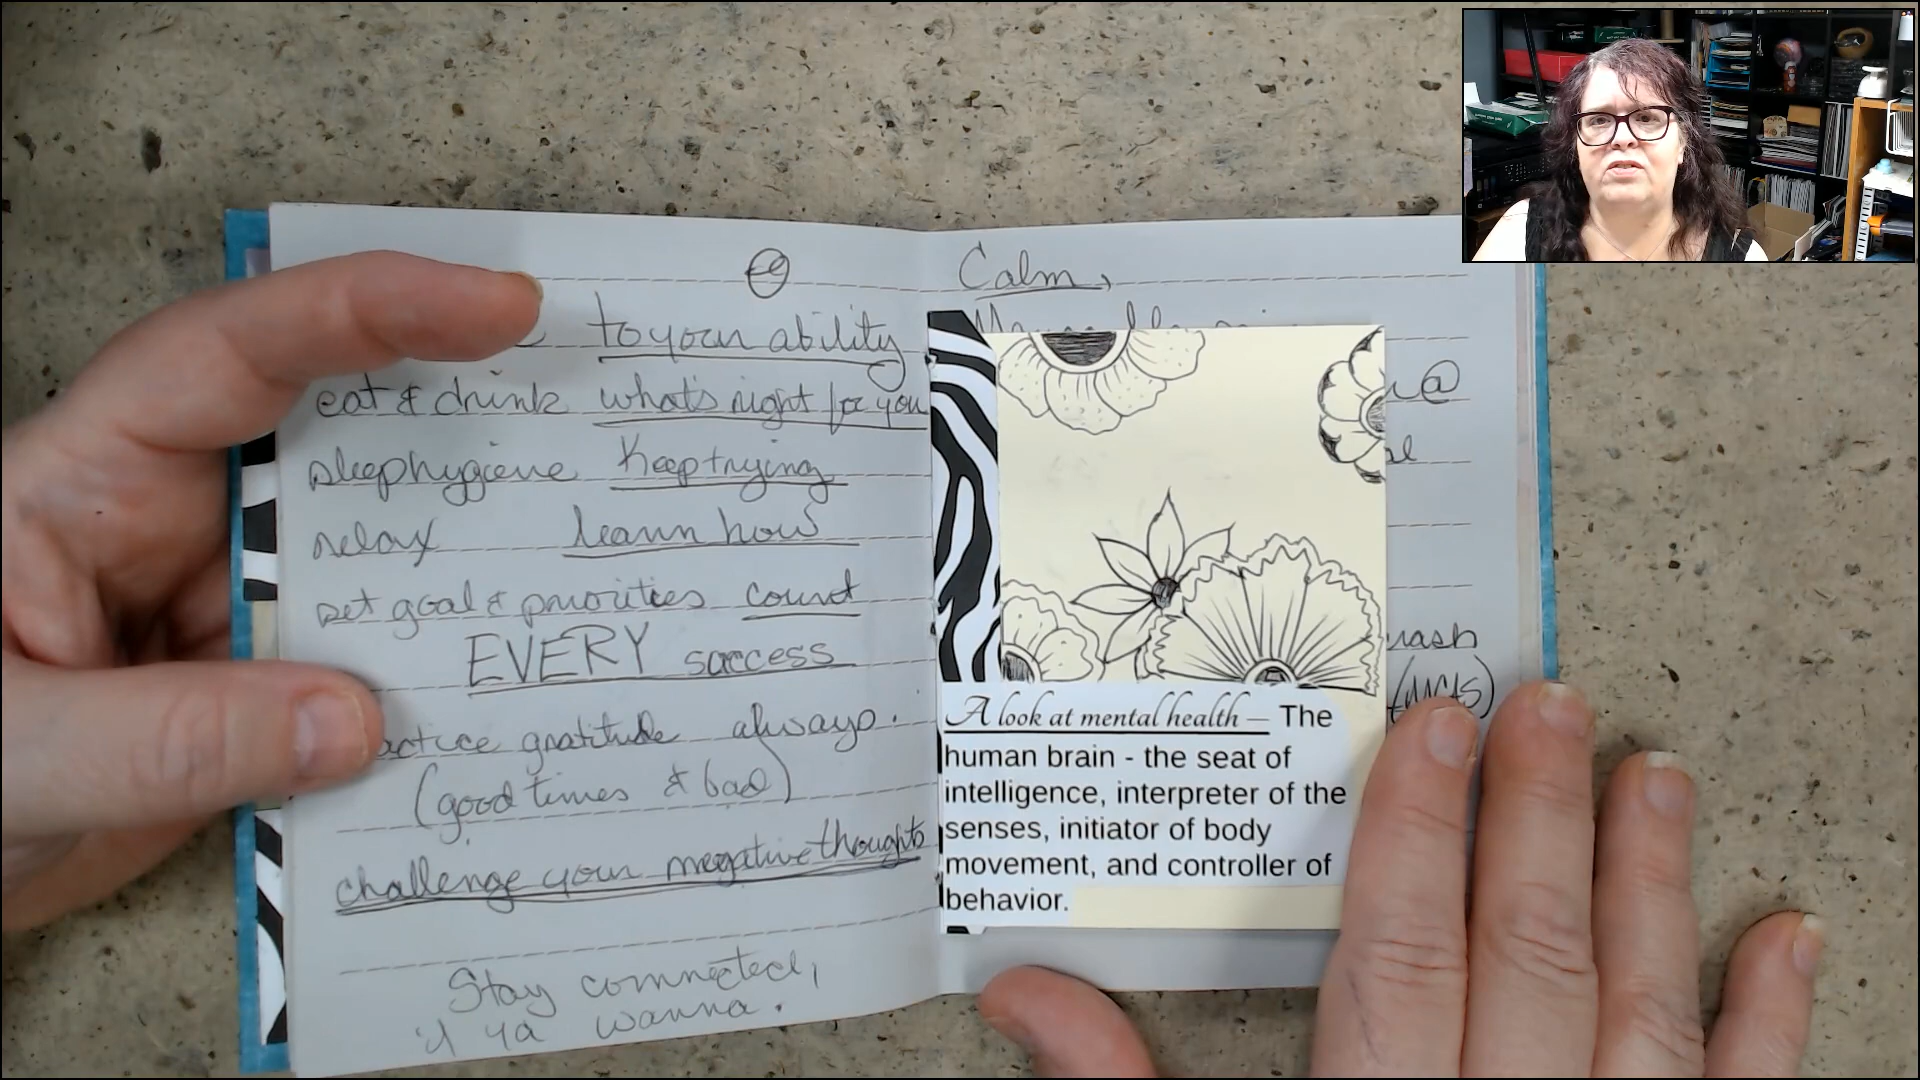 to your ability
eat & drink what's right for you
sleep hygiene Keep trying
relax learn how
set goal & priorities count
EVERY success
actice gratitude always.
(good times & bad)
challenge your negative thoughts
Stay connected,
if ya wanna.
Calm,
@
rash
A look at mental health – The
human brain - the seat of
intelligence, interpreter of the
senses, initiator of body
movement, and controller of
behavior.